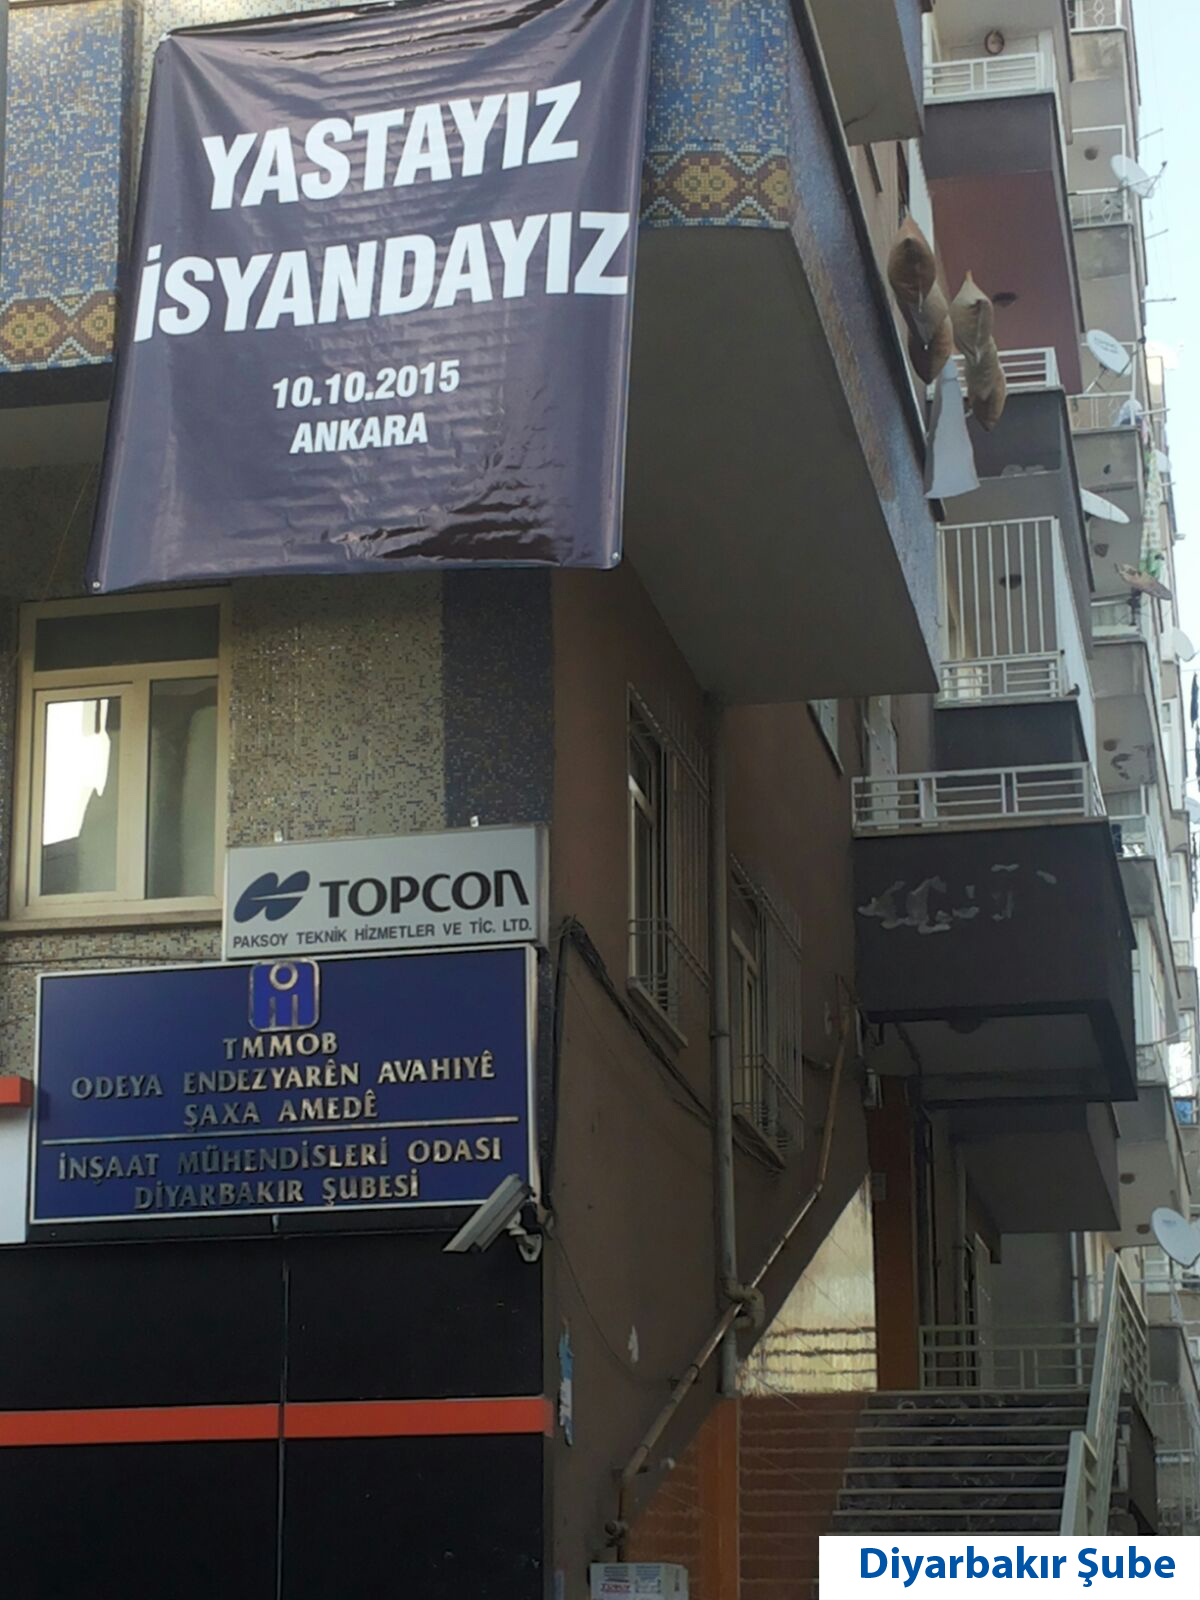 YASTAYIZ
İSYANDAYIZ
10.10.2015
ANKARA
TOPCON
PAKSOY TEKNİK HİZMETLER VE TİC. LTD.
TMMOB
ODEYA ENDEZYARÊN AVAHIYÊ
ŞAXA AMEDÊ
İNŞAAT MÜHENDİSLERİ ODASI
DİYARBAKIR ŞUBESİ
Diyarbakır Şube